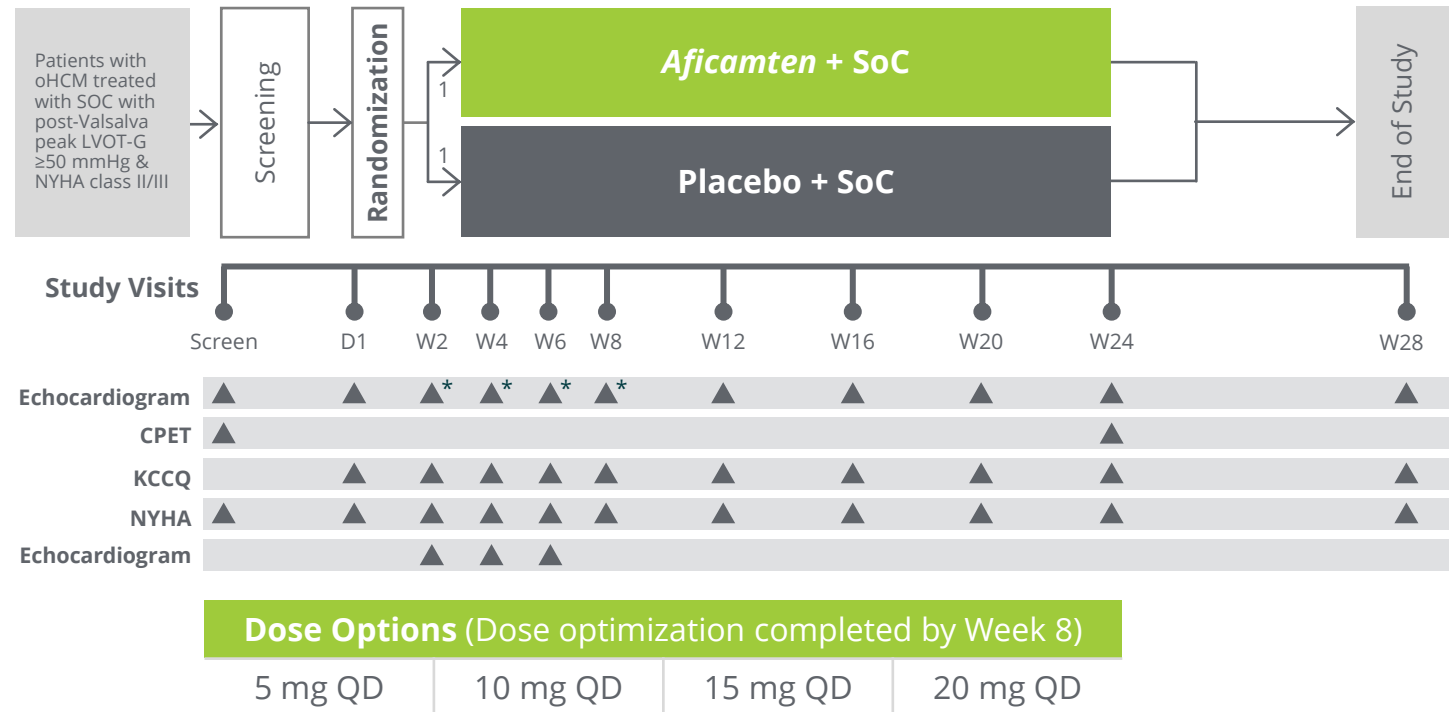 Patients with
oHCM treated
with SOC with
post-Valsalva
peak LVOT-G
≥50 mmHg &
NYHA class II/III
Screening
Randomization
1
1
Aficamten + SoC
Placebo + SoC
End of Study
Study Visits
Screen D1 W2 W4 W6 W8 W12 W16 W20 W24 W28
Echocardiogram * * * *
CPET
KCCQ
NYHA
Echocardiogram
Dose Options (Dose optimization completed by Week 8)
5 mg QD 10 mg QD 15 mg QD 20 mg QD